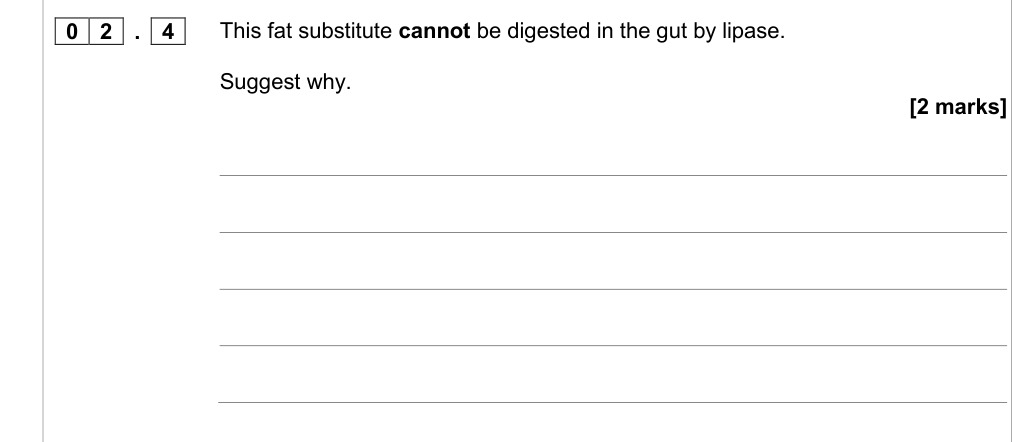 0 2 . 4 This fat substitute cannot be digested in the gut by lipase.
Suggest why.
[2 marks]